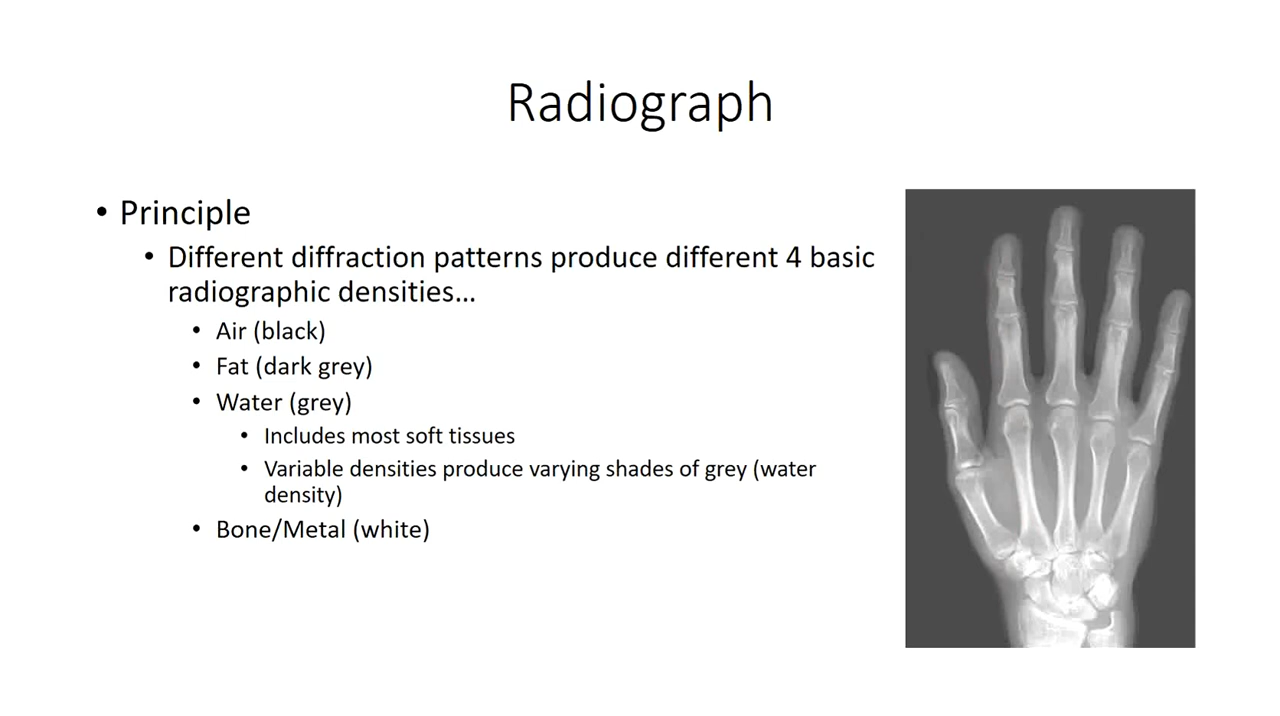 Radiograph
• Principle
• Different diffraction patterns produce different 4 basic
radiographic densities…
• Air (black)
• Fat (dark grey)
• Water (grey)
• Includes most soft tissues
• Variable densities produce varying shades of grey (water
density)
• Bone/Metal (white)